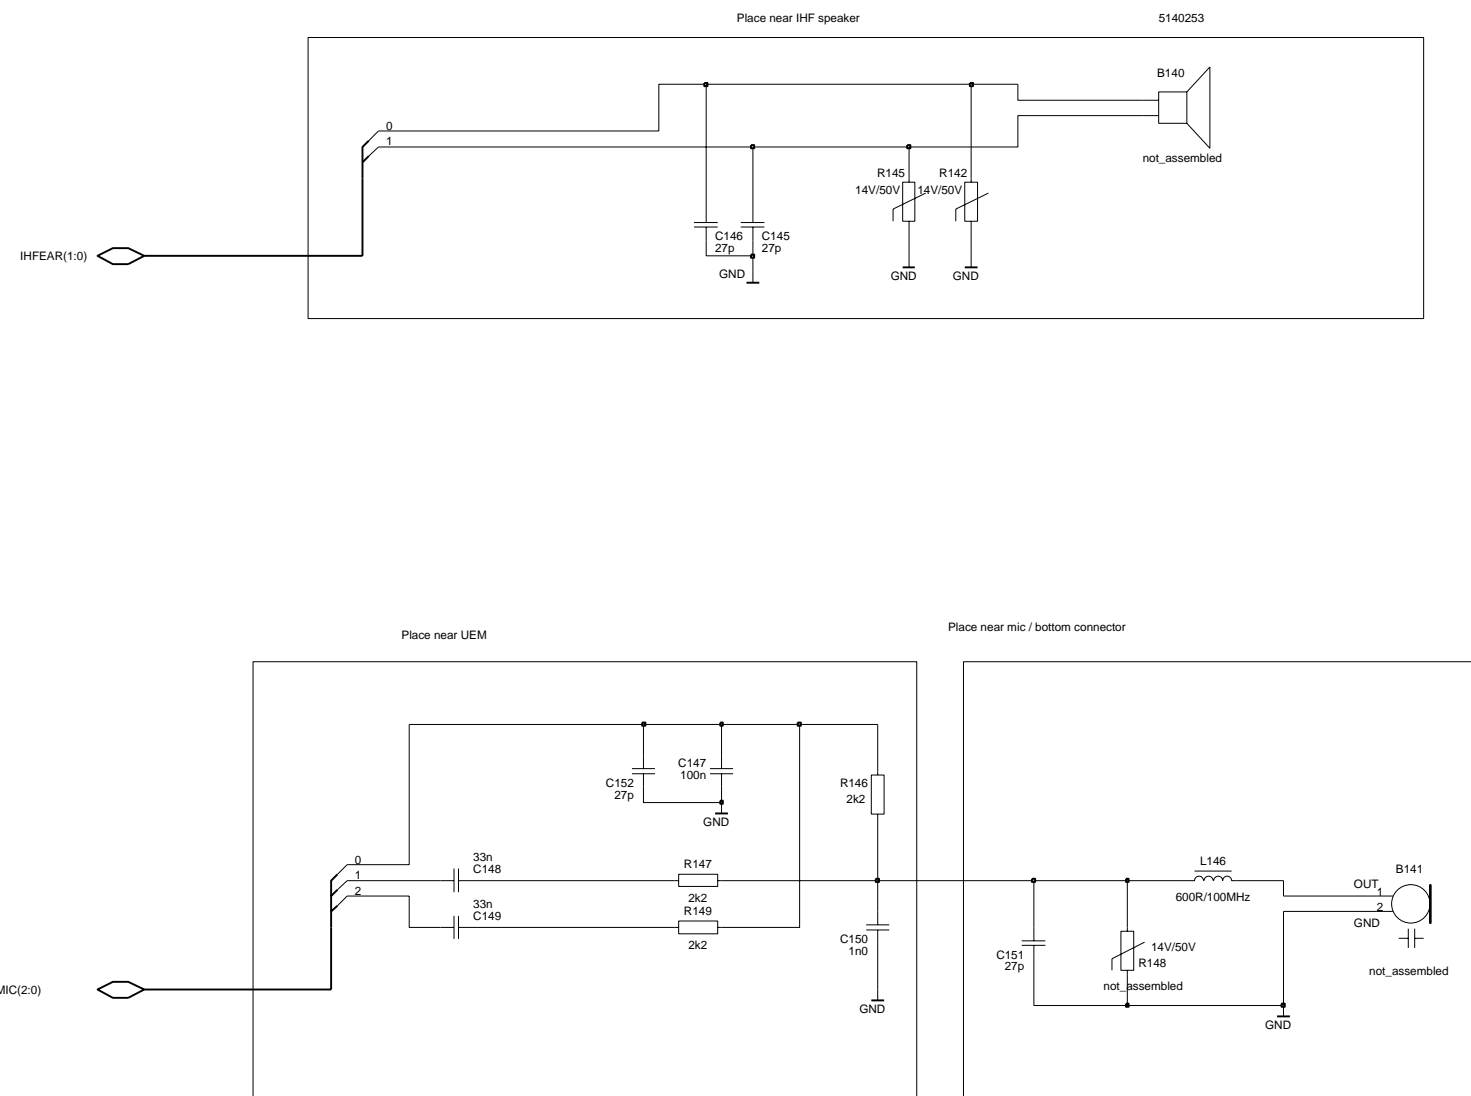 Place near IHF speaker
5140253
B140
0
1
not_assembled
R145
R142
14V/50V
14V/50V
C146
C145
27p
27p
IHFEAR(1:0)
GND
GND
GND
Place near UEM
Place near mic / bottom connector
C147
100n
C152
27p
R146
2k2
GND
0
1
2
33n
C148
R147
2k2
33n
C149
R149
2k2
L146
600R/100MHz
B141
OUT
1
2
GND
C150
1n0
C151
27p
14V/50V
R148
not_assembled
not_assembled
MIC(2:0)
GND
GND